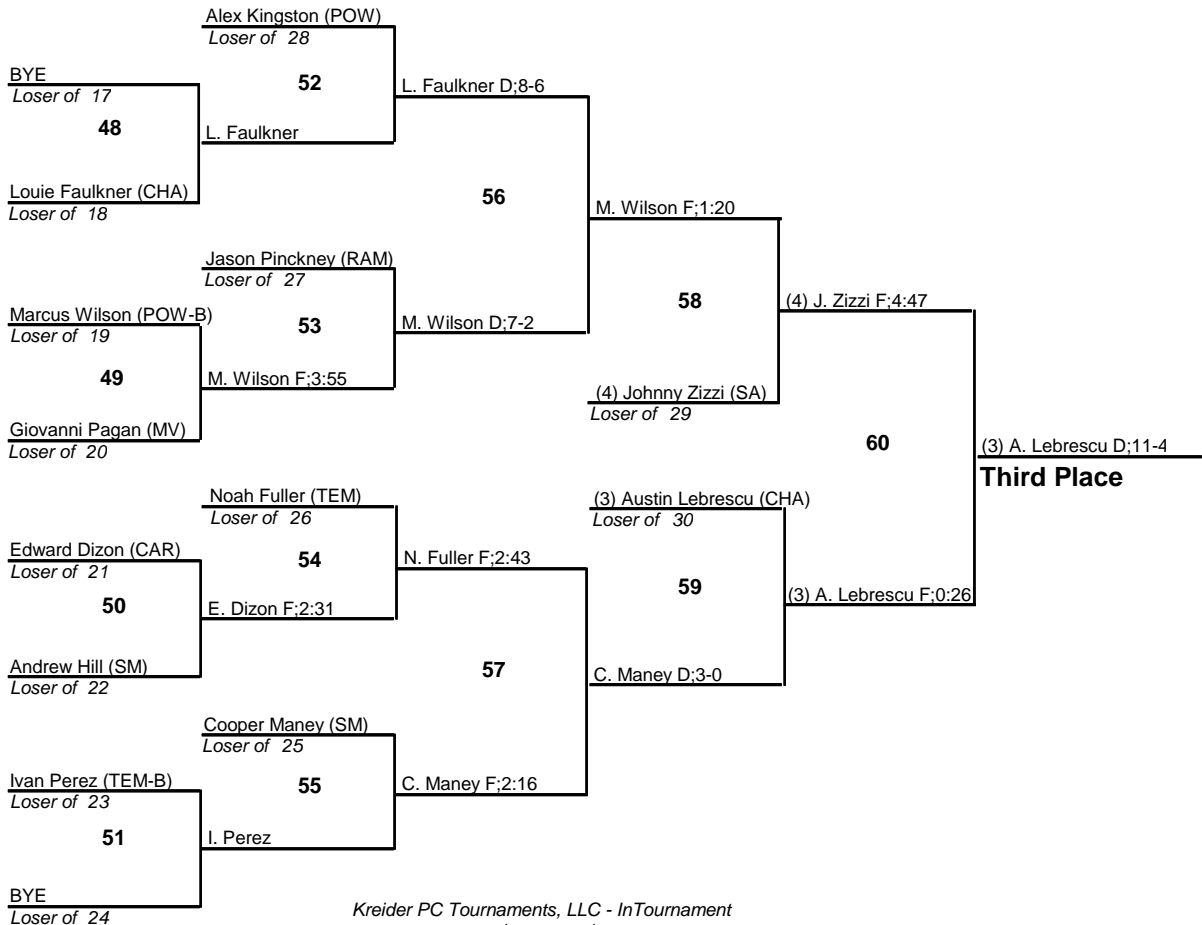 Alex Kingston (POW)
Loser of 28
52
BYE
Loser of 17
48
L. Faulkner D;8-6
L. Faulkner
Louie Faulkner (CHA)
Loser of 18
56
M. Wilson F;1:20
Jason Pinckney (RAM)
Loser of 27
Marcus Wilson (POW-B)
Loser of 19
53
M. Wilson D;7-2
58
(4) J. Zizzi F;4:47
49
M. Wilson F;3:55
(4) Johnny Zizzi (SA)
Loser of 29
Giovanni Pagan (MV)
Loser of 20
60
(3) A. Lebrescu D;11-4
Third Place
Noah Fuller (TEM)
Loser of 26
(3) Austin Lebrescu (CHA)
Loser of 30
Edward Dizon (CAR)
Loser of 21
54
N. Fuller F;2:43
59
50
E. Dizon F;2:31
(3) A. Lebrescu F;0:26
Andrew Hill (SM)
Loser of 22
57
C. Maney D;3-0
Cooper Maney (SM)
Loser of 25
Ivan Perez (TEM-B)
Loser of 23
55
C. Maney F;2:16
51
I. Perez
BYE
Loser of 24
Kreider PC Tournaments, LLC - InTournament